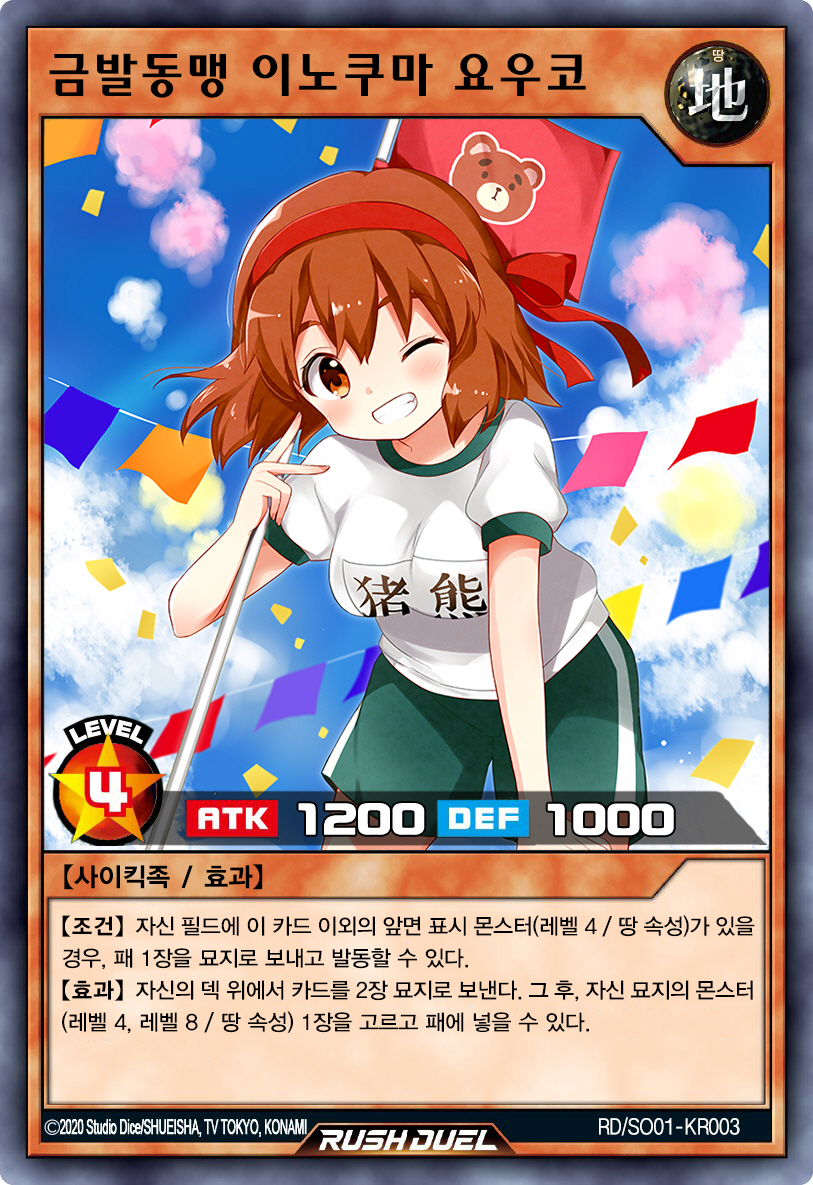 금발동맹 이노쿠마 요우코
땅
地
猪熊
LEVEL
4
ATK 1200 DEF 1000
【사이킥족 / 효과】
【조건】 자신 필드에 이 카드 이외의 앞면 표시 몬스터(레벨 4 / 땅 속성)가 있을
경우, 패 1장을 묘지로 보내고 발동할 수 있다.
【효과】 자신의 덱 위에서 카드를 2장 묘지로 보낸다. 그 후, 자신 묘지의 몬스터
(레벨 4, 레벨 8 / 땅 속성) 1장을 고르고 패에 넣을 수 있다.
©2020 Studio Dice/SHUEISHA, TV TOKYO, KONAMI
RUSH DUEL
RD/SO01-KR003